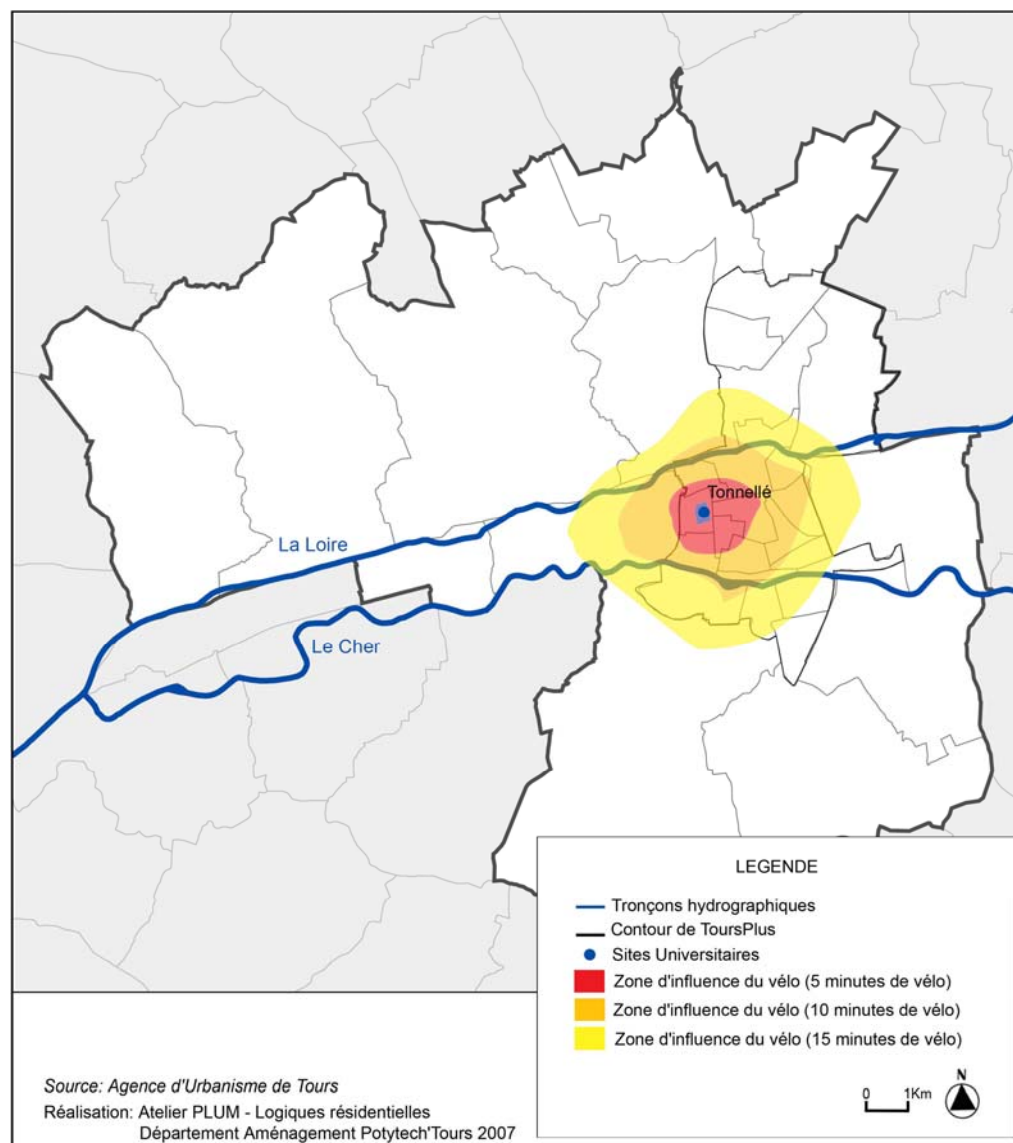 Tonnellé
La Loire
Le Cher
LEGENDE
Tronçons hydrographiques
Contour de ToursPlus
Sites Universitaires
Zone d'influence du vélo (5 minutes de vélo)
Zone d'influence du vélo (10 minutes de vélo)
Zone d'influence du vélo (15 minutes de vélo)
Source: Agence d'Urbanisme de Tours
Réalisation: Atelier PLUM - Logiques résidentielles
Département Aménagement Potytech'Tours 2007
0 1Km
N